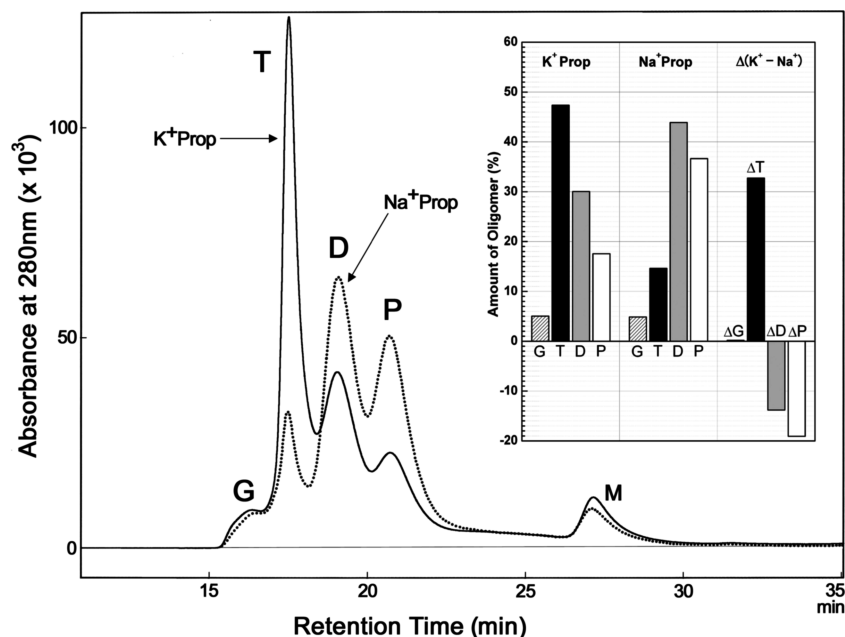 Absorbance at 280nm (x 10³)
100
50
0
T
K⁺Prop
Na⁺Prop
D
P
G
M
15
20
25
30
35
min
Retention Time (min)
Amount of Oligomer (%)
60
50
40
30
20
10
0
-10
-20
K⁺ Prop
Na⁺Prop
Δ(K⁺ – Na⁺)
G T D P
G T D P
ΔG
ΔT
ΔD ΔP